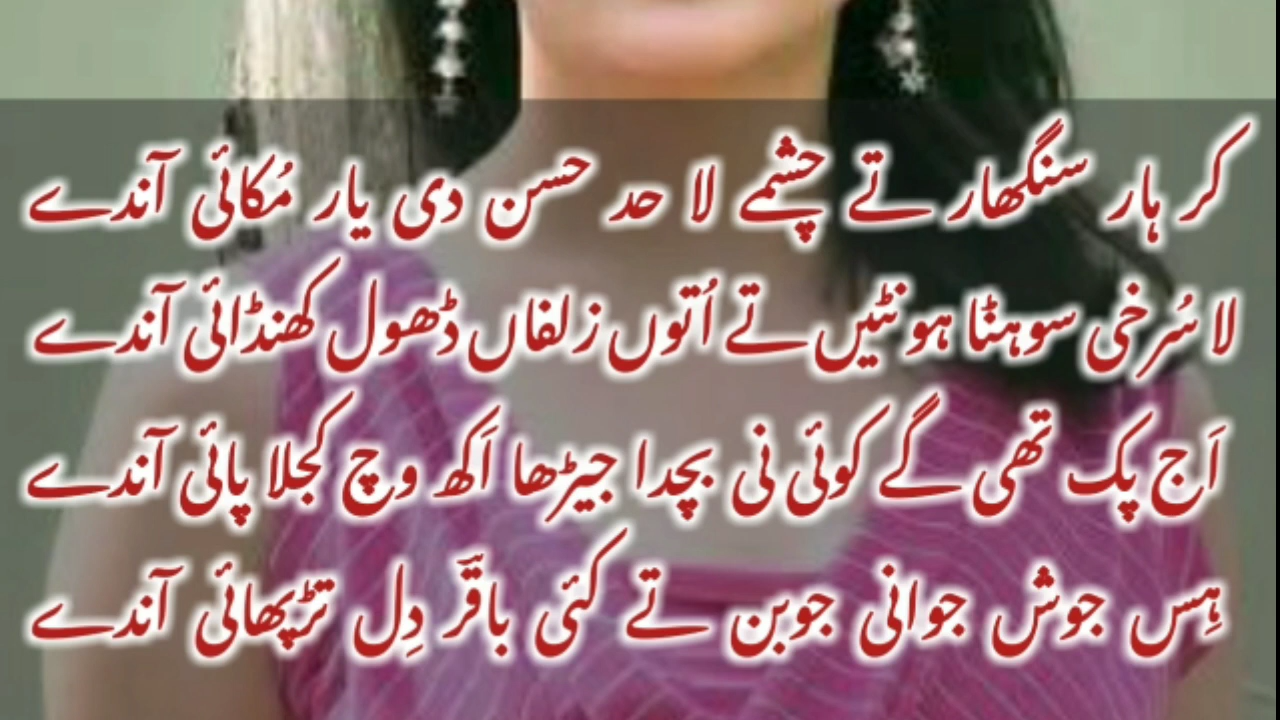 کر ہار سنگھار تے چشمے لا حد حسن دی یار مُکائی آندے
لا سُرخی سوہݨا ہونٹیں تے اُتوں زلفاں ڈھول کھنڈائی آندے
اَج پک تھی گے کوئی نی بچدا جیڑھا اَکھ وچ کجلا پائی آندے
ہِس جوش جوانی جوبن تے کئی باقرؔ دِل تڑپھائی آندے